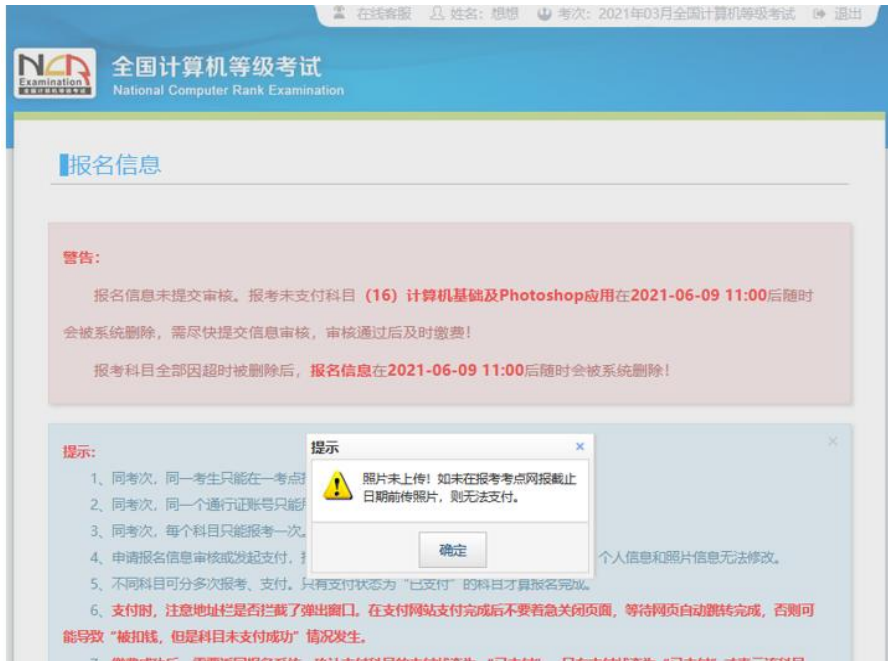 在线客服 姓名：想想 考次：2021年03月全国计算机等级考试 退出
NCR
Examination
全国计算机等级考试
全国计算机等级考试
National Computer Rank Examination
报名信息
警告：
报名信息未提交审核。报考未支付科目（16）计算机基础及Photoshop应用在2021-06-09 11:00后随时
会被系统删除，需尽快提交信息审核，审核通过后及时缴费！
报考科目全部因超时被删除后，报名信息在2021-06-09 11:00后随时会被系统删除！
提示：
1、同考次，同一考生只能在一考点
2、同考次，同一个通行证账号只能
3、同考次，每个科目只能报考一次。
4、申请报名信息审核或发起支付， 个人信息和照片信息无法修改。
5、不同科目可分多次报考、支付。只有支付状态为“已支付”的科目才算报名完成。
6、支付时，注意地址栏是否拦截了弹出窗口。在支付网站支付完成后不要着急关闭页面，等待网页自动跳转完成，否则可
能导致“被扣钱，但是科目未支付成功”情况发生。
提示
照片未上传！如未在报考考点网报截止
日期前传照片，则无法支付。
确定